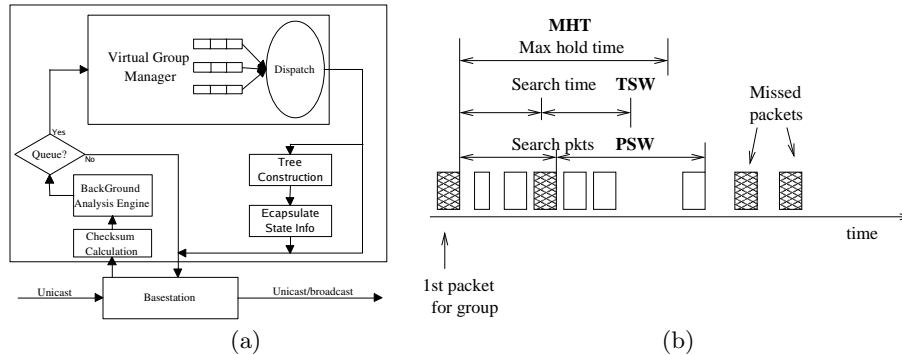 Virtual Group
Manager
Dispatch
Yes
Queue?
No
BackGround
Analysis Engine
Checksum
Calculation
Tree
Construction
Ecapsulate
State Info
Unicast
Basestation
Unicast/broadcast
(a)
MHT
Max hold time
Search time TSW
Search pkts PSW
Missed
packets
time
1st packet
for group
(b)